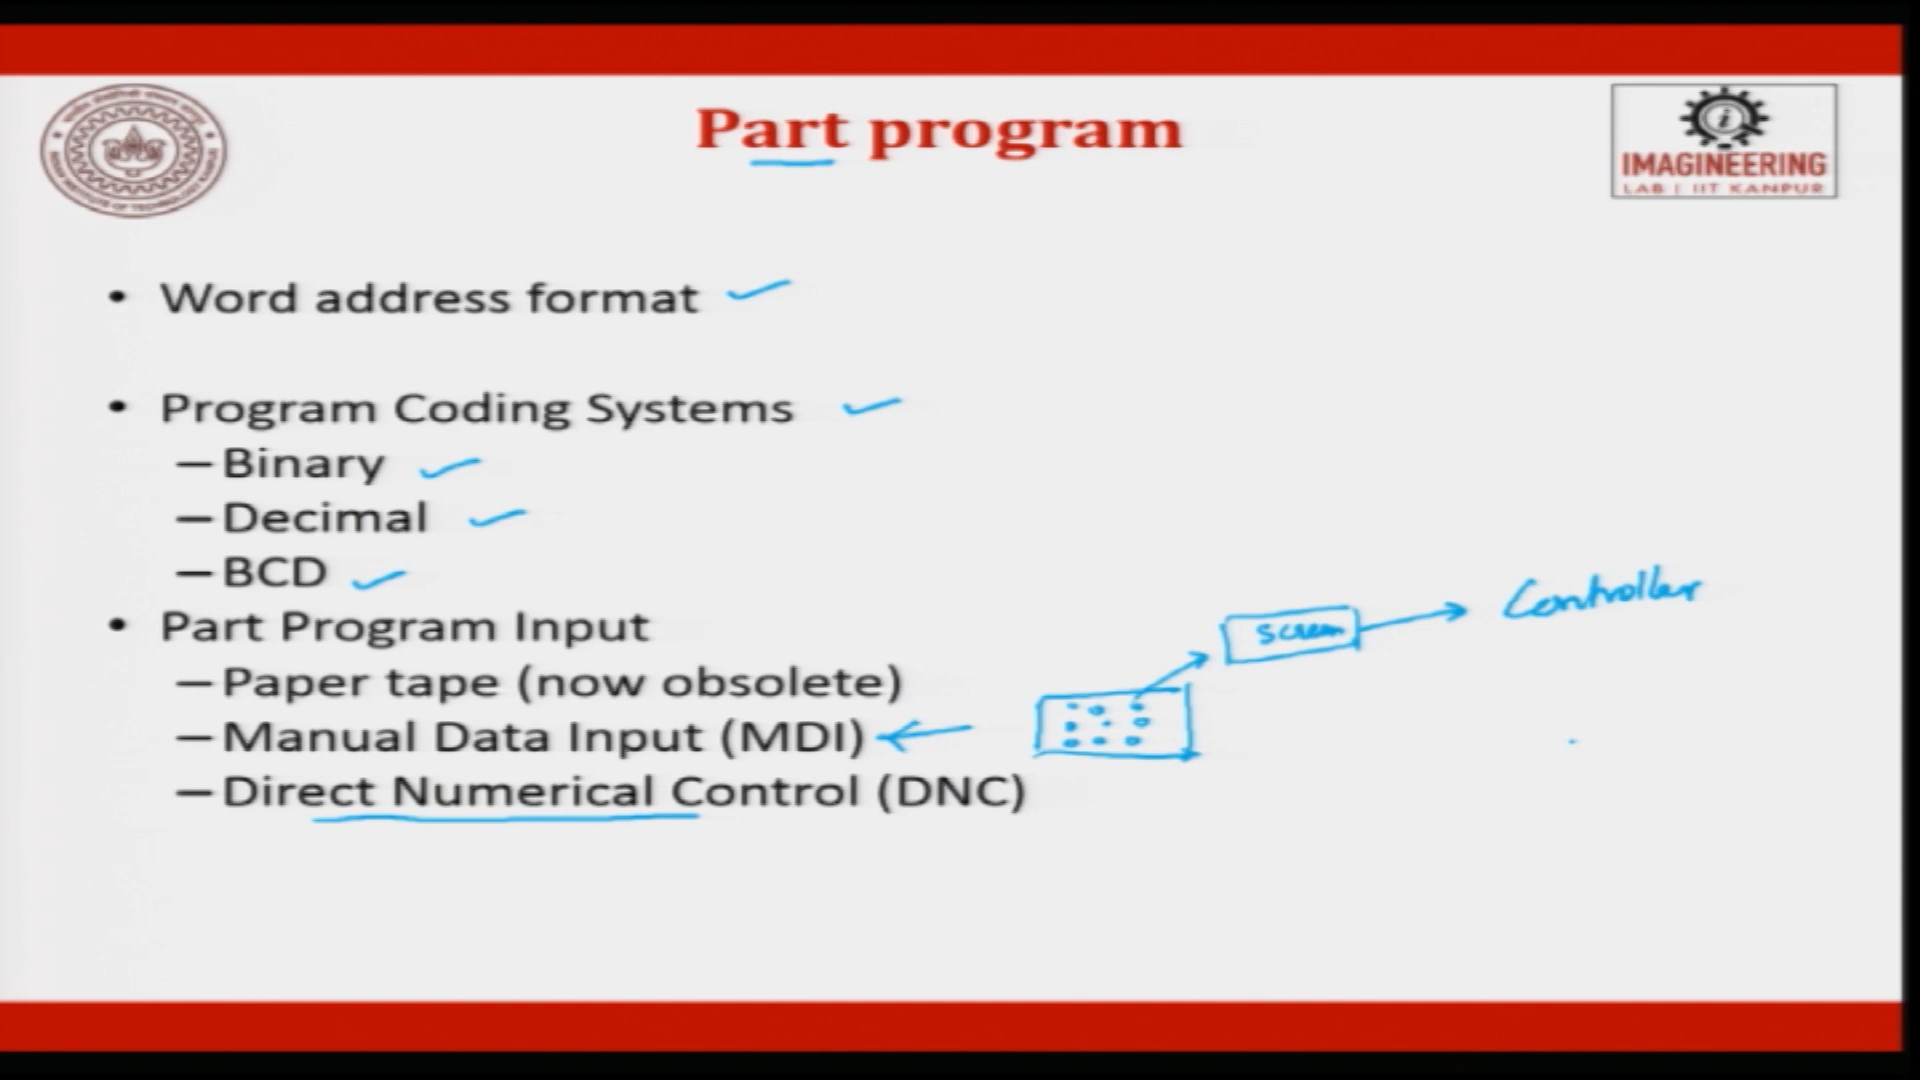 Part program
IMAGINEERING
LAB | IIT KANPUR
• Word address format
• Program Coding Systems
– Binary
– Decimal
– BCD
• Part Program Input
– Paper tape (now obsolete)
– Manual Data Input (MDI)
– Direct Numerical Control (DNC)
screen
Controller